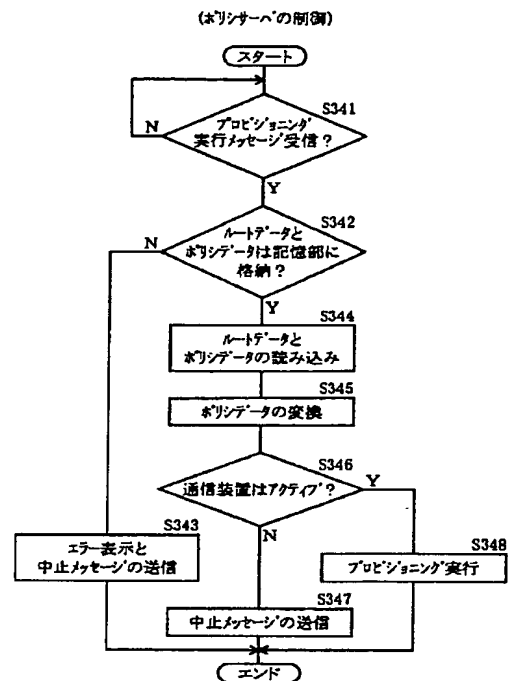 (ポリシサーバの制御)
スタート
S341
プロビジョニング
実行メッセージ受信?
N
Y
S342
ルートデータと
ポリシデータは記憶部に
格納?
N
Y
S344
ルートデータと
ポリシデータの読み込み
S345
ポリシデータの変換
S346
通信装置はアクティブ?
Y
N
S343
エラー表示と
中止メッセージの送信
S348
プロビジョニング実行
S347
中止メッセージの送信
エンド